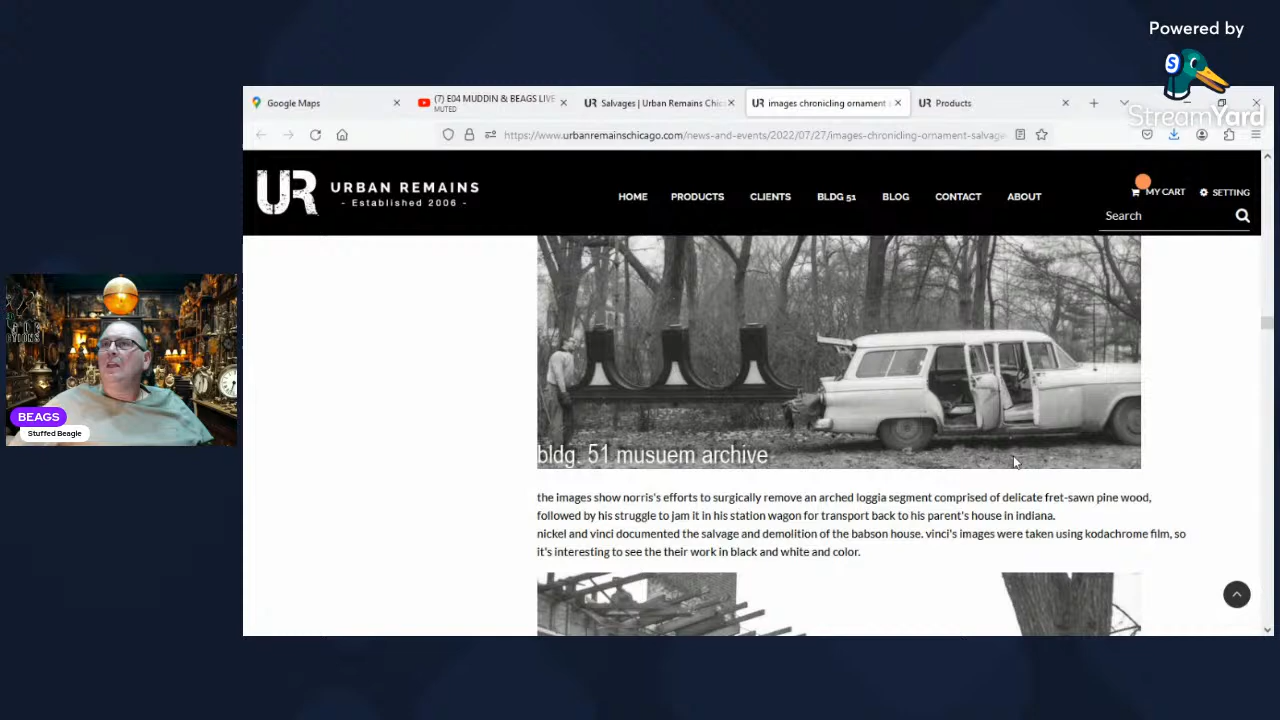 Powered by
StreamYard
Google Maps
(7) E04 MUDDIN & BEAGS LIVE
MUTED
UR Salvages | Urban Remains Chic
UR images chronicling ornament
UR Products
https://www.urbanremainschicago.com/news-and-events/2022/07/27/images-chronicling-ornament-salvage
UR URBAN REMAINS
- Established 2006 -
HOME PRODUCTS CLIENTS BLDG 51 BLOG CONTACT ABOUT
MY CART SETTING
Search
BEAGS
Stuffed Beagle
bldg. 51 musuem archive
the images show norris's efforts to surgically remove an arched loggia segment comprised of delicate fret-sawn pine wood,
followed by his struggle to jam it in his station wagon for transport back to his parent's house in indiana.
nickel and vinci documented the salvage and demolition of the babson house. vinci's images were taken using kodachrome film, so
it's interesting to see the their work in black and white and color.